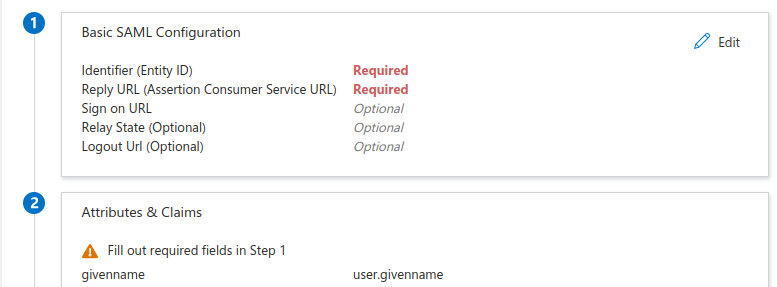 1
Basic SAML Configuration
Edit
Identifier (Entity ID) Required
Reply URL (Assertion Consumer Service URL) Required
Sign on URL Optional
Relay State (Optional) Optional
Logout Url (Optional) Optional
2
Attributes & Claims
Fill out required fields in Step 1
givenname user.givenname